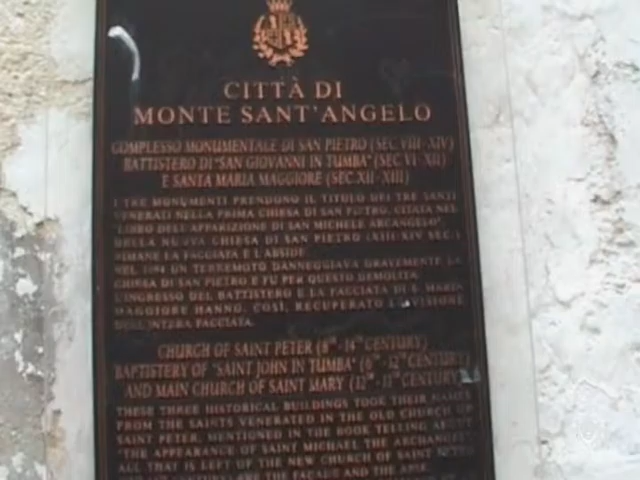 CITTÀ DI
MONTE SANT'ANGELO
COMPLESSO MONUMENTALE DI SAN PIETRO (SEC. VIII-XIV)
BATTISTERO DI "SAN GIOVANNI IN TUMBA" (SEC. VI-XII)
E SANTA MARIA MAGGIORE (SEC. XII-XIII)
I TRE MONUMENTI PRENDONO IL TITOLO DEI TRE SANTI
VENERATI NELLA PRIMA CHIESA DI SAN PIETRO, CITATA NEL
"LIBRO DELL'APPARIZIONE DI SAN MICHELE ARCANGELO".
DELLA NUOVA CHIESA DI SAN PIETRO (XIII-XIV SEC.)
RIMANE LA FACCIATA E L'ABSIDE.
NEL 1894 UN TERREMOTO DANNEGGIAVA GRAVEMENTE LA
CHIESA DI SAN PIETRO E FU PER QUESTO DEMOLITA.
L'INGRESSO DEL BATTISTERO E LA FACCIATA DI S. MARIA
MAGGIORE HANNO, COSÌ, RECUPERATO LA VISIONE
DELL'INTERA FACCIATA.
CHURCH OF SAINT PETER (8th - 14th CENTURY)
BAPTISTERY OF "SAINT JOHN IN TUMBA" (6th - 12th CENTURY)
AND MAIN CHURCH OF SAINT MARY (12th - 13th CENTURY)
THESE THREE HISTORICAL BUILDINGS TOOK THEIR NAMES
FROM THE SAINTS VENERATED IN THE OLD CHURCH OF
SAINT PETER, MENTIONED IN THE BOOK TELLING ABOUT
THE APPEARANCE OF SAINT MICHAEL THE ARCHANGEL.
ALL THAT IS LEFT OF THE NEW CHURCH OF SAINT PETER
ARE THE FACADE AND THE APSE.